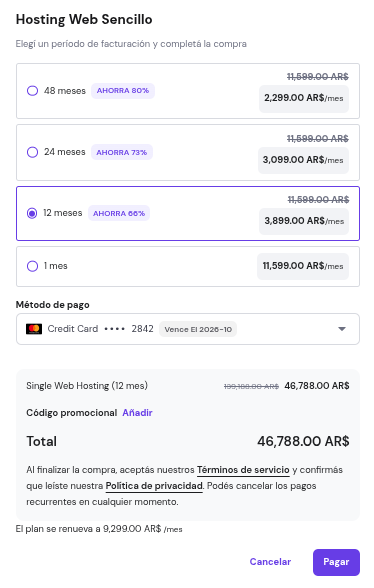 Hosting Web Sencillo
Elegí un período de facturación y completá la compra
11,599.00 AR$
48 meses AHORRA 80%
2,299.00 AR$/mes
11,599.00 AR$
24 meses AHORRA 73%
3,099.00 AR$/mes
11,599.00 AR$
12 meses AHORRA 66%
3,899.00 AR$/mes
1 mes 11,599.00 AR$/mes
Método de pago
Credit Card •••• 2842 Vence El 2026-10
Single Web Hosting (12 mes) 139,188.00 AR$ 46,788.00 AR$
Código promocional Añadir
Total 46,788.00 AR$
Al finalizar la compra, aceptás nuestros Términos de servicio y confirmás
que leíste nuestra Política de privacidad. Podés cancelar los pagos
recurrentes en cualquier momento.
El plan se renueva a 9,299.00 AR$ /mes
Cancelar Pagar